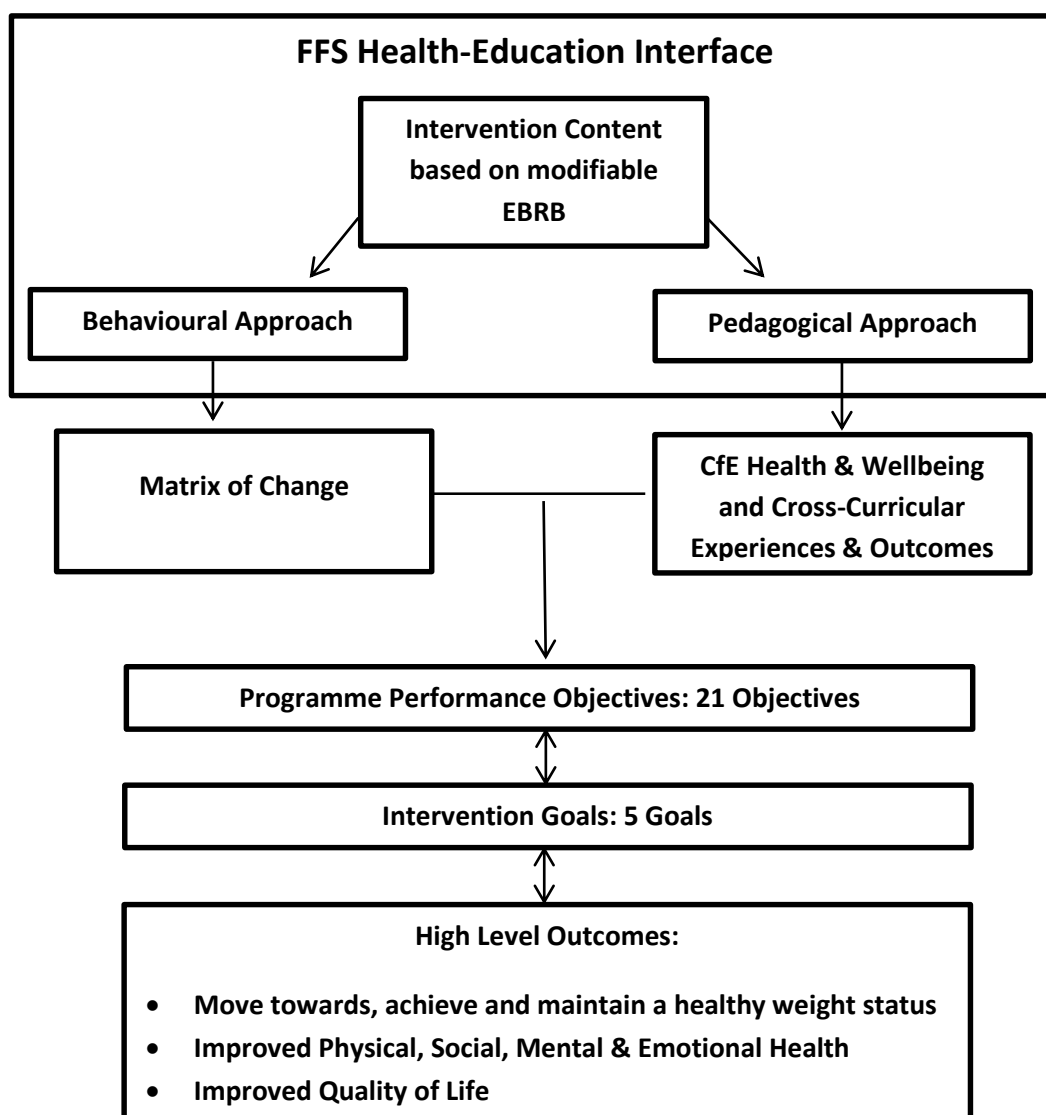 FFS Health-Education Interface
Intervention Content
based on modifiable
EBRB
Behavioural Approach
Pedagogical Approach
Matrix of Change
CfE Health & Wellbeing
and Cross-Curricular
Experiences & Outcomes
Programme Performance Objectives: 21 Objectives
Intervention Goals: 5 Goals
High Level Outcomes:
• Move towards, achieve and maintain a healthy weight status
• Improved Physical, Social, Mental & Emotional Health
• Improved Quality of Life